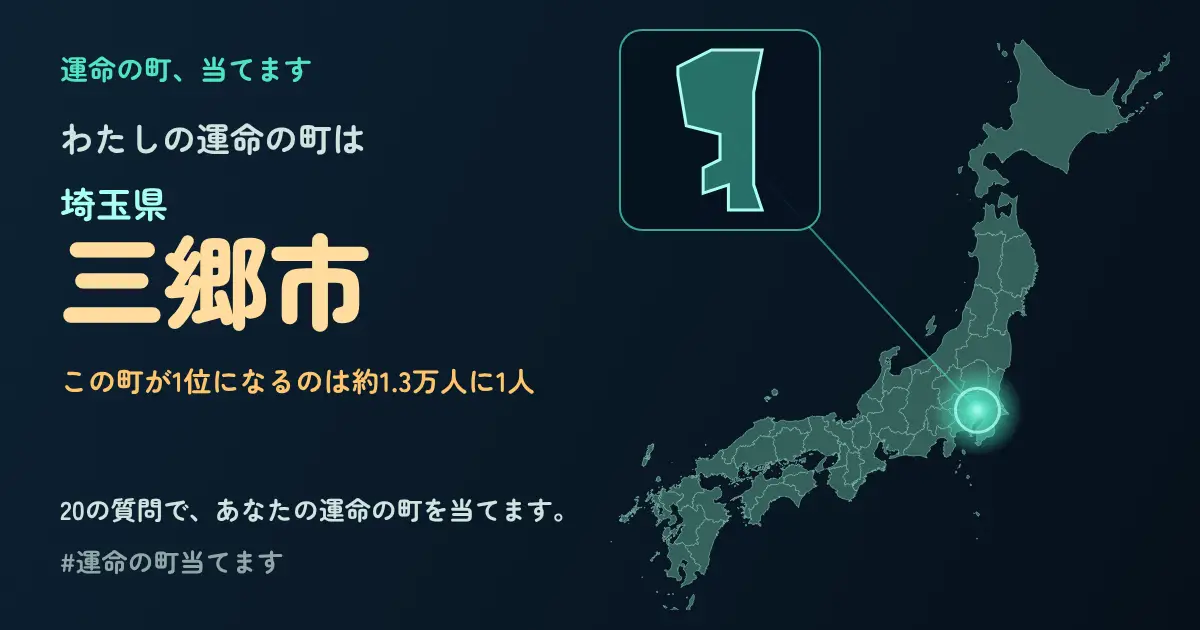 運命の町、当てます
わたしの運命の町は
埼玉県
三郷市
この町が1位になるのは約1.3万人に1人
20の質問で、あなたの運命の町を当てます。
#運命の町当てます